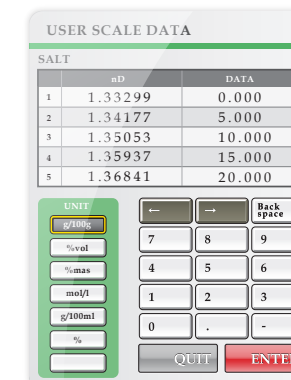 USER SCALE DATA
SALT
nD DATA
1 1.33299 0.000
2 1.34177 5.000
3 1.35053 10.000
4 1.35937 15.000
5 1.36841 20.000
UNIT
g/100g
%vol
%mas
mol/l
g/100ml
%
← → Back space
7 8 9
4 5 6
1 2 3
0 . -
QUIT ENTE